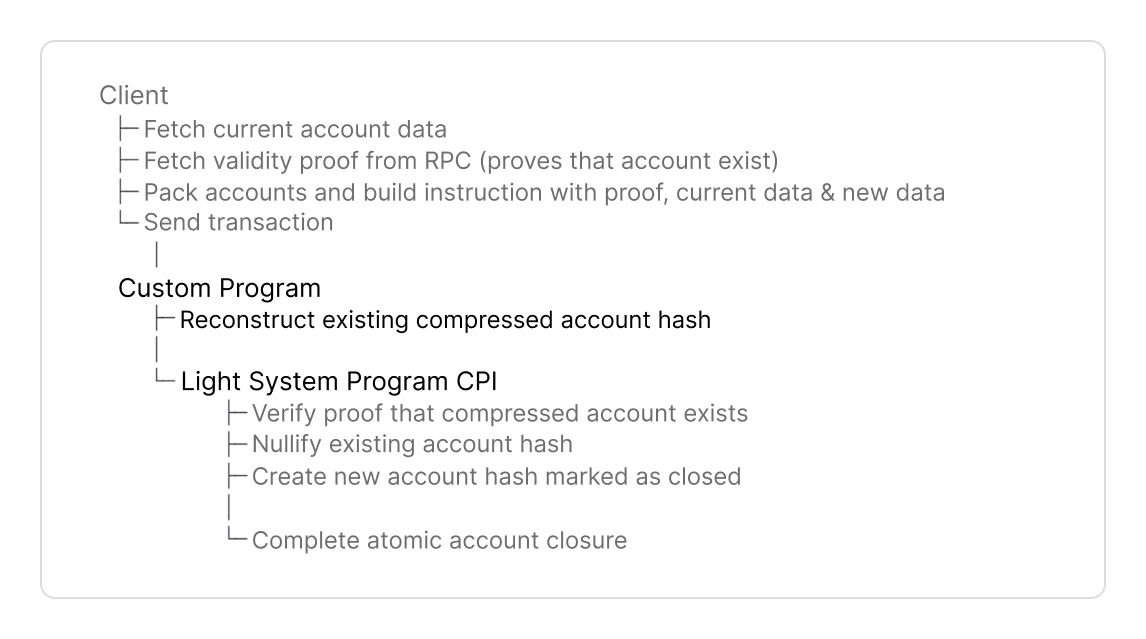 Client
Fetch current account data
Fetch validity proof from RPC (proves that account exist)
Pack accounts and build instruction with proof, current data & new data
Send transaction
Custom Program
Reconstruct existing compressed account hash
Light System Program CPI
Verify proof that compressed account exists
Nullify existing account hash
Create new account hash marked as closed
Complete atomic account closure